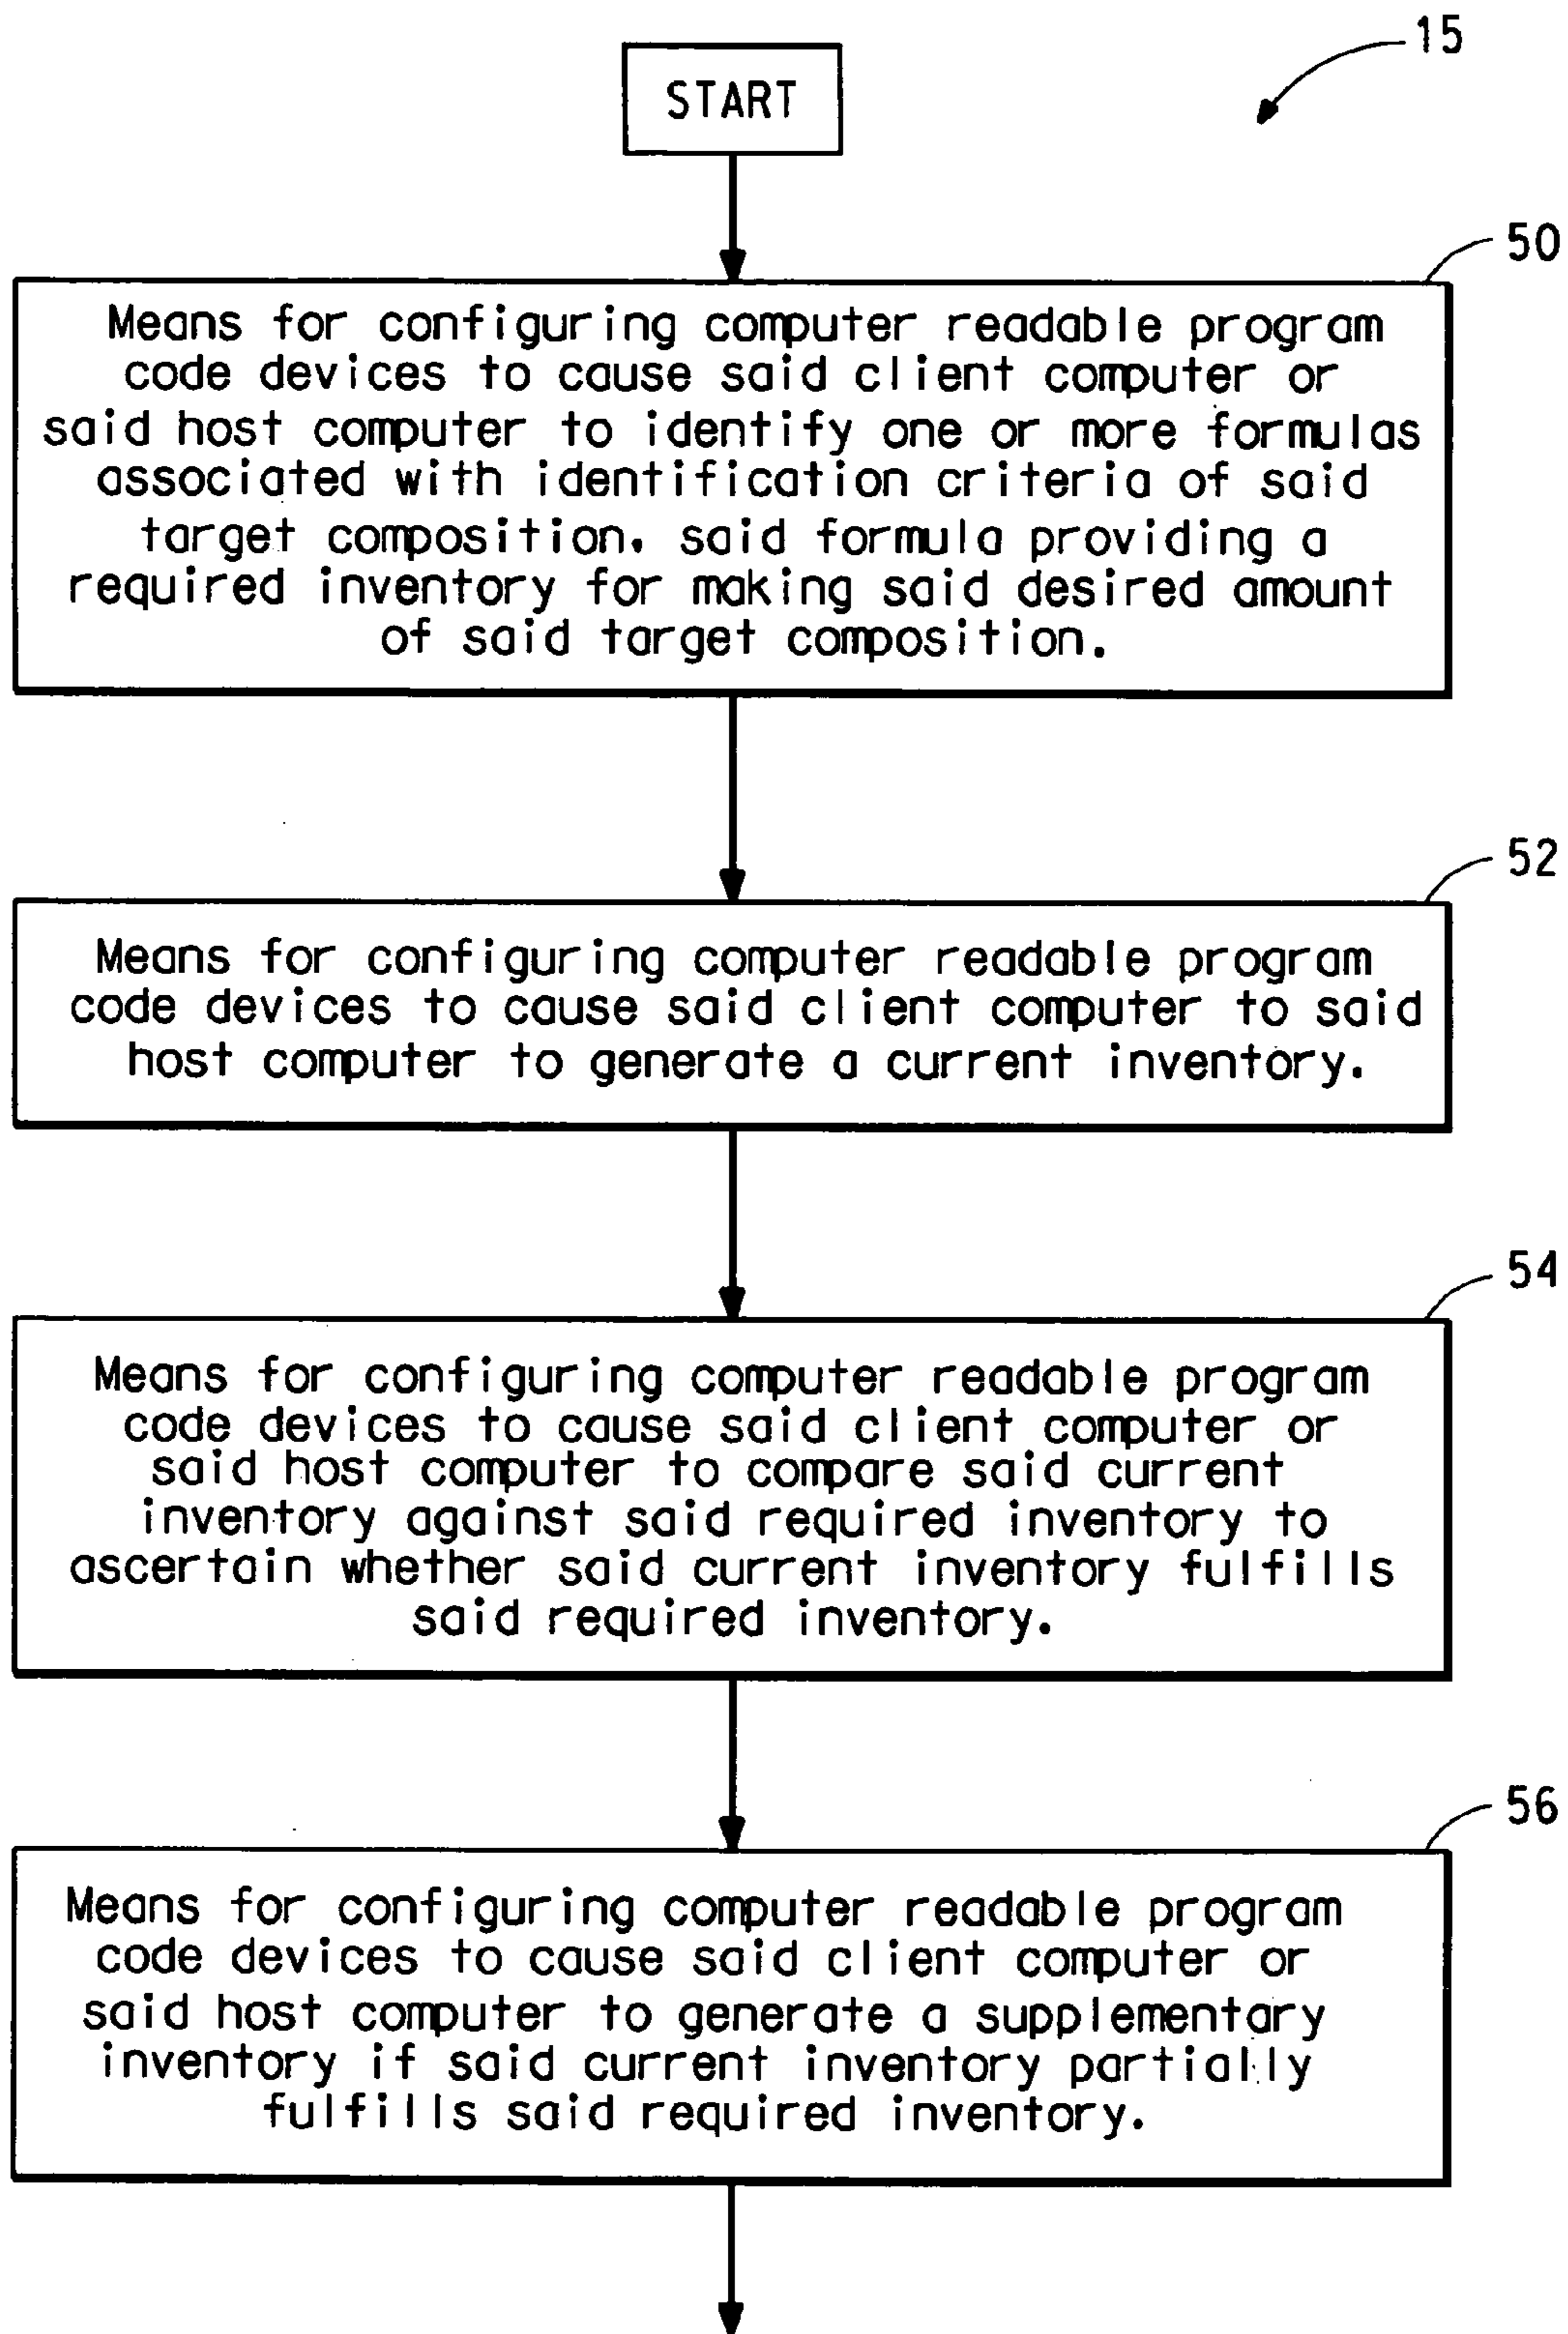 15
START
50
Means for configuring computer readable program
code devices to cause said client computer or
said host computer to identify one or more formulas
associated with identification criteria of said
target composition, said formula providing a
required inventory for making said desired amount
of said target composition.
52
Means for configuring computer readable program
code devices to cause said client computer to said
host computer to generate a current inventory.
54
Means for configuring computer readable program
code devices to cause said client computer or
said host computer to compare said current
inventory against said required inventory to
ascertain whether said current inventory fulfills
said required inventory.
56
Means for configuring computer readable program
code devices to cause said client computer or
said host computer to generate a supplementary
inventory if said current inventory partially
fulfills said required inventory.